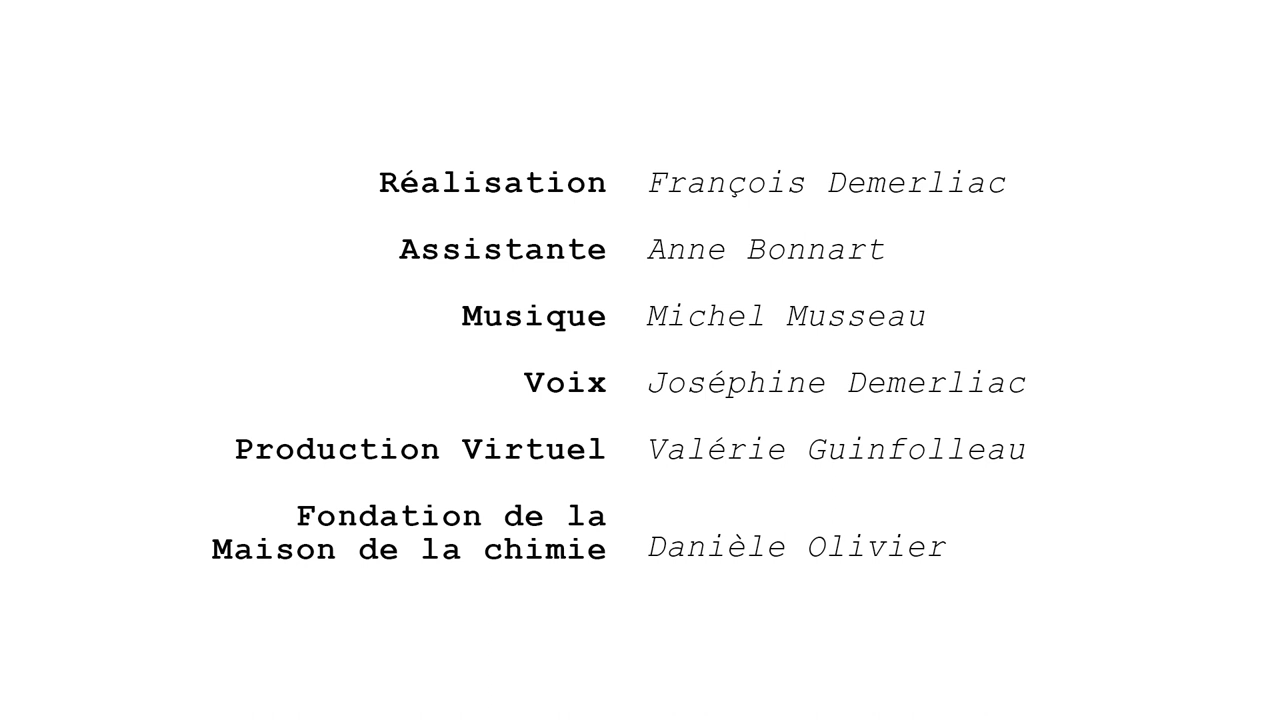 Réalisation François Demerliac
Assistante Anne Bonnart
Musique Michel Musseau
Voix Joséphine Demerliac
Production Virtuel Valérie Guinfolleau
Fondation de la
Maison de la chimie Danièle Olivier